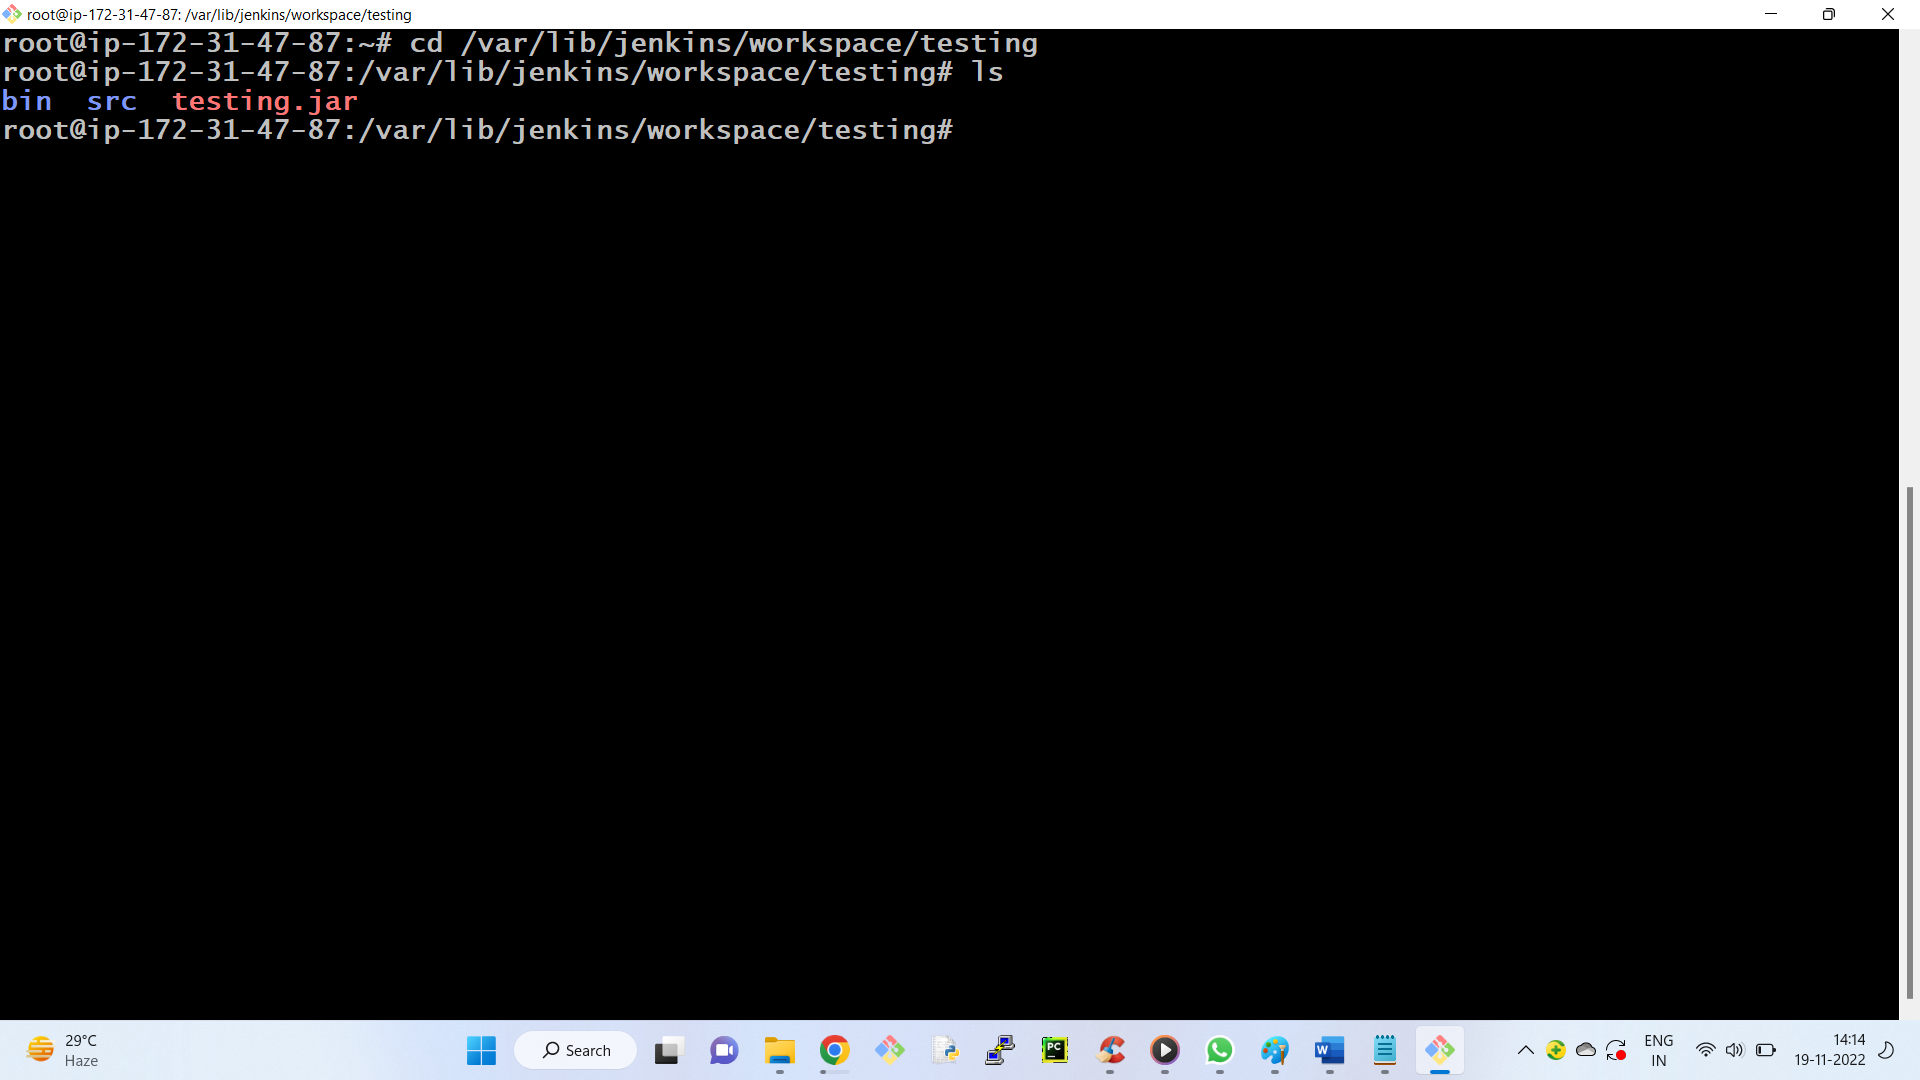 root@ip-172-31-47-87: /var/lib/jenkins/workspace/testing
root@ip-172-31-47-87:~# cd /var/lib/jenkins/workspace/testing
root@ip-172-31-47-87:/var/lib/jenkins/workspace/testing# ls
bin  src  testing.jar
root@ip-172-31-47-87:/var/lib/jenkins/workspace/testing#
29°C
Haze
Search
PC
W
ENG
IN
14:14
19-11-2022